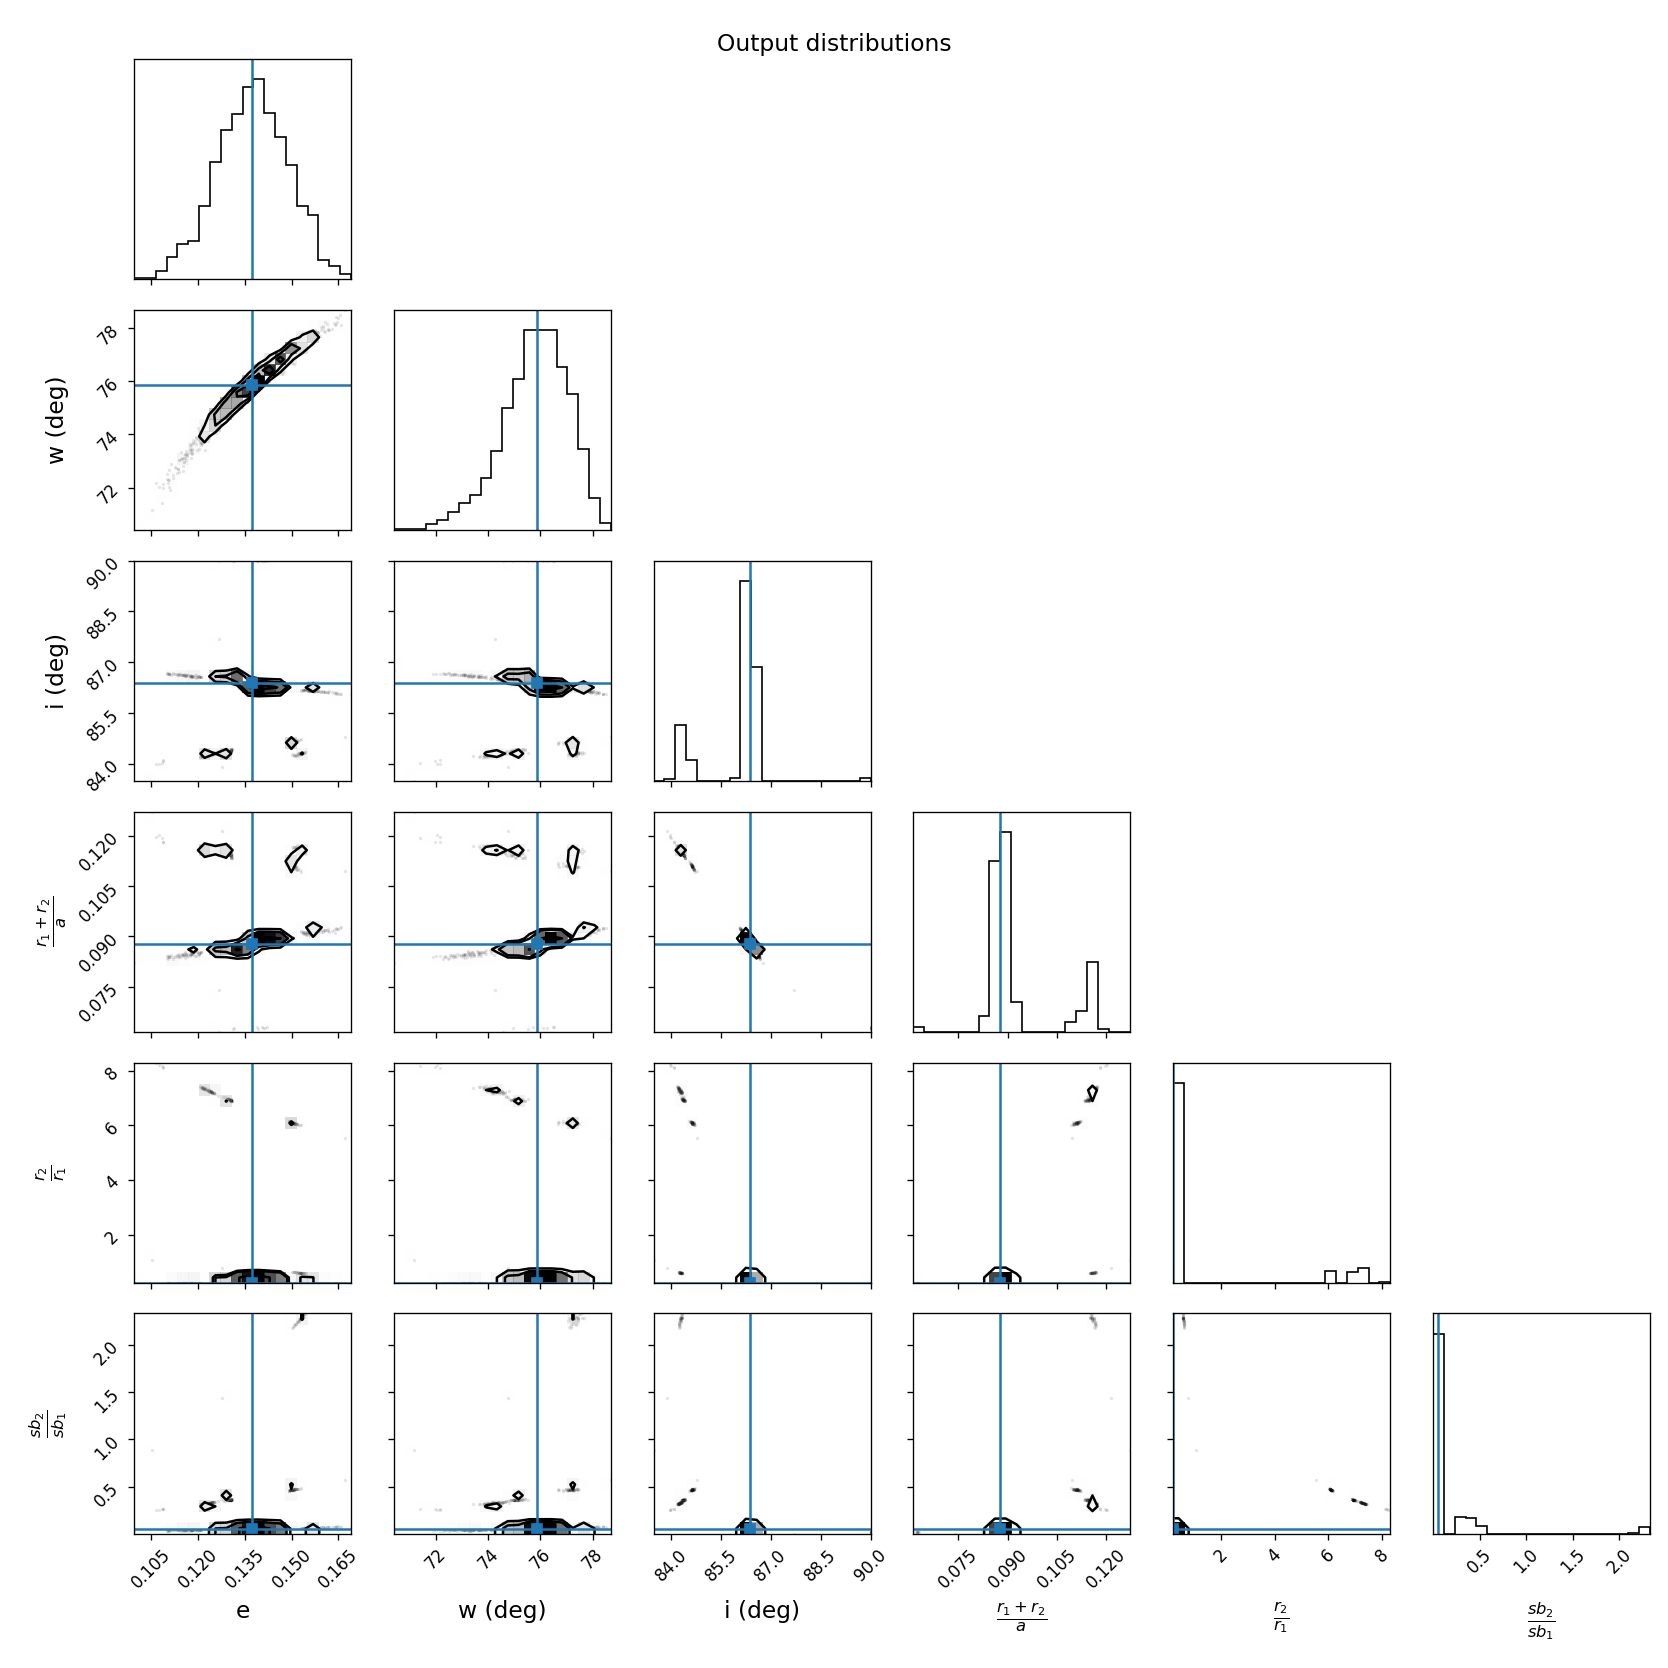 Output distributions
w (deg)
78
76
74
72
i (deg)
90.0
88.5
87.0
85.5
84.0
r₁ + r₂
a
0.120
0.105
0.090
0.075
r₂
r₁
8
6
4
2
sb₂
sb₁
2.0
1.5
1.0
0.5
0.105 0.120 0.135 0.150 0.165 72 74 76 78 84.0 85.5 87.0 88.5 90.0 0.075 0.090 0.105 0.120 2 4 6 8 0.5 1.0 1.5 2.0
e w (deg) i (deg)
r₁ + r₂
a
r₂
r₁
sb₂
sb₁